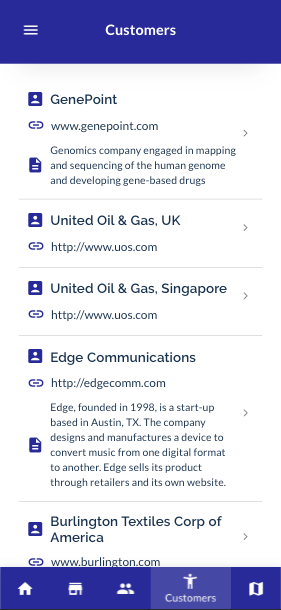 Customers
GenePoint
www.genepoint.com
Genomics company engaged in mapping
and sequencing of the human genome
and developing gene-based drugs
United Oil & Gas, UK
http://www.uos.com
United Oil & Gas, Singapore
http://www.uos.com
Edge Communications
http://edgecomm.com
Edge, founded in 1998, is a start-up
based in Austin, TX. The company
designs and manufactures a device to
convert music from one digital format
to another. Edge sells its product
through retailers and its own website.
Burlington Textiles Corp of
America
www.burlington.com
Customers